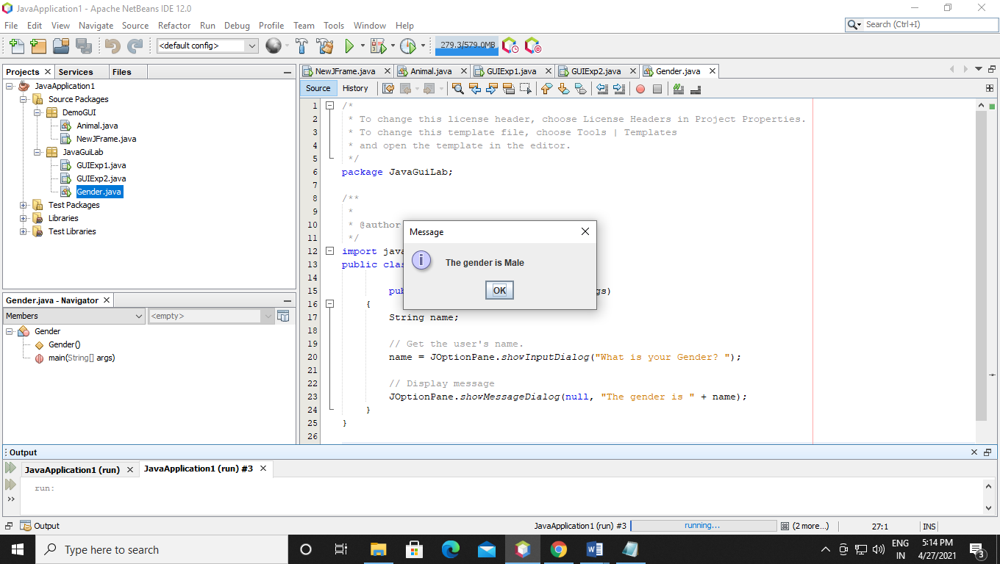 JavaApplication1 - Apache NetBeans IDE 12.0
File Edit View Navigate Source Refactor Run Debug Profile Team Tools Window Help
Search (Ctrl+I)
<default config>
279.3/579.0MB
Projects Services Files
JavaApplication1
Source Packages
DemoGUI
Animal.java
NewJFrame.java
JavaGuiLab
GUIExp1.java
GUIExp2.java
Gender.java
Test Packages
Libraries
Test Libraries
Gender.java - Navigator
Members
<empty>
Gender
Gender()
main(String[] args)
NewJFrame.java Animal.java GUIExp1.java GUIExp2.java Gender.java
Source History
1 /*
2 * To change this license header, choose License Headers in Project Properties.
3 * To change this template file, choose Tools | Templates
4 * and open the template in the editor.
5 */
6 package JavaGuiLab;
7
8 /**
9 *
10 * @author
11 */
12 import java
13 public clas
14
15 pub gs)
16 {
17 String name;
18
19 // Get the user's name.
20 name = JOptionPane.showInputDialog("What is your Gender? ");
21
22 // Display message
23 JOptionPane.showMessageDialog(null, "The gender is " + name);
24 }
25 }
26
Message
The gender is Male
OK
Output
JavaApplication1 (run) JavaApplication1 (run) #3
run:
Output
JavaApplication1 (run) #3 running... (2 more...) 27:1 INS
Type here to search
ENG
IN
5:14 PM
4/27/2021
3